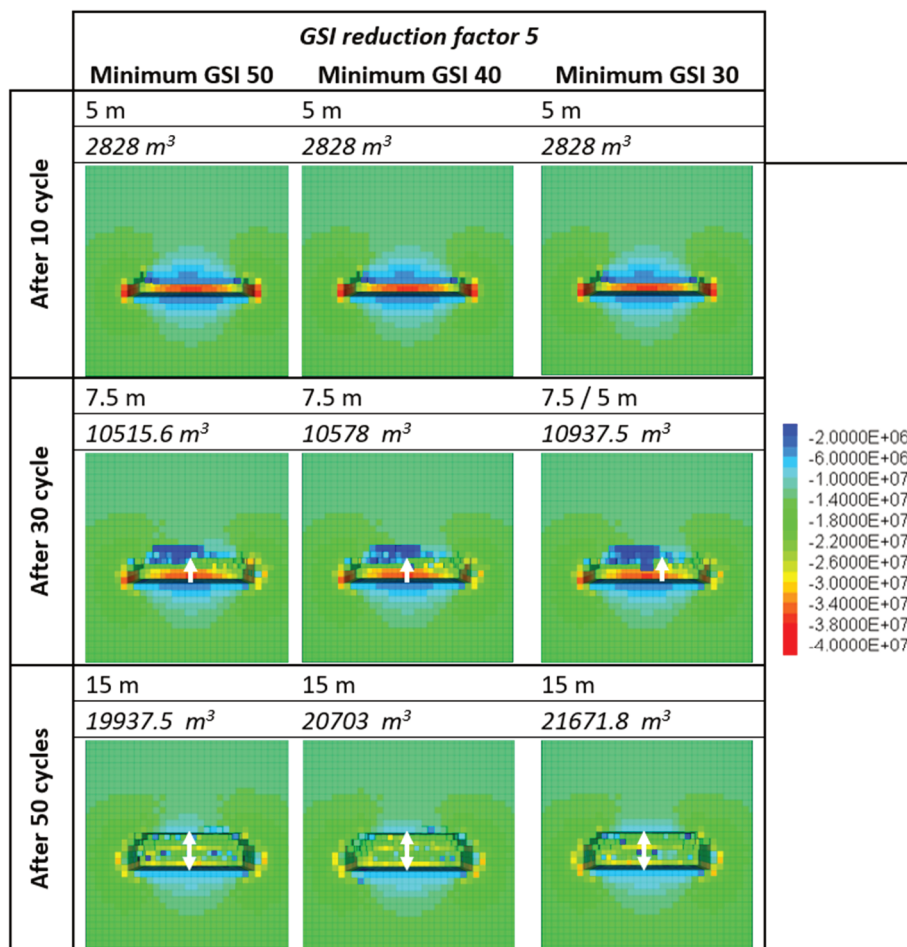 GSI reduction factor 5
Minimum GSI 50 Minimum GSI 40 Minimum GSI 30
After 10 cycle
5 m 5 m 5 m
2828 m³ 2828 m³ 2828 m³
After 30 cycle
7.5 m 7.5 m 7.5 / 5 m
10515.6 m³ 10578 m³ 10937.5 m³
-2.0000E+06
-6.0000E+06
-1.0000E+07
-1.4000E+07
-1.8000E+07
-2.2000E+07
-2.6000E+07
-3.0000E+07
-3.4000E+07
-3.8000E+07
-4.0000E+07
After 50 cycles
15 m 15 m 15 m
19937.5 m³ 20703 m³ 21671.8 m³